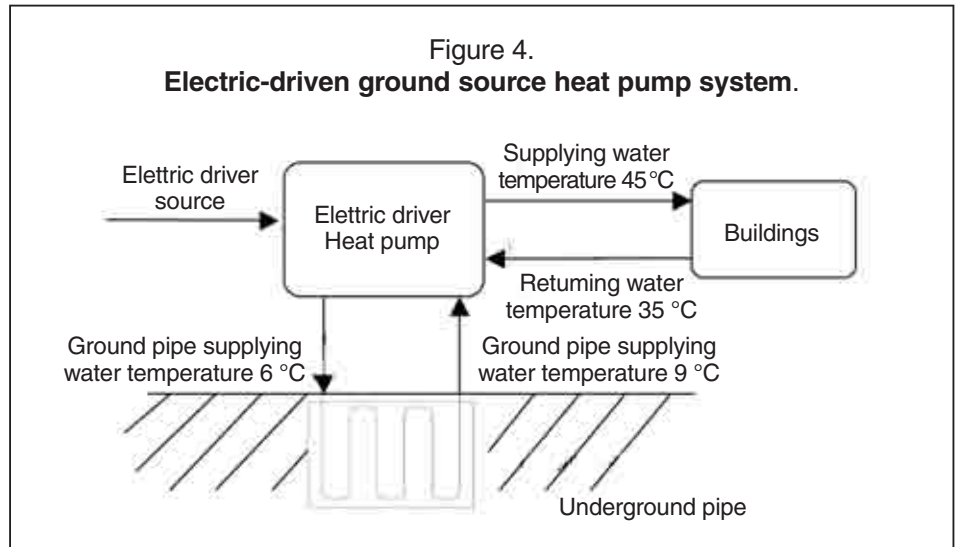 Figure 4.
Electric-driven ground source heat pump system.
Elettric driver
source
Elettric driver
Heat pump
Supplying water
temperature 45°C
Buildings
Retuming water
temperature 35 °C
Ground pipe supplying
water temperature 6 °C
Ground pipe supplying
water temperature 9 °C
Underground pipe